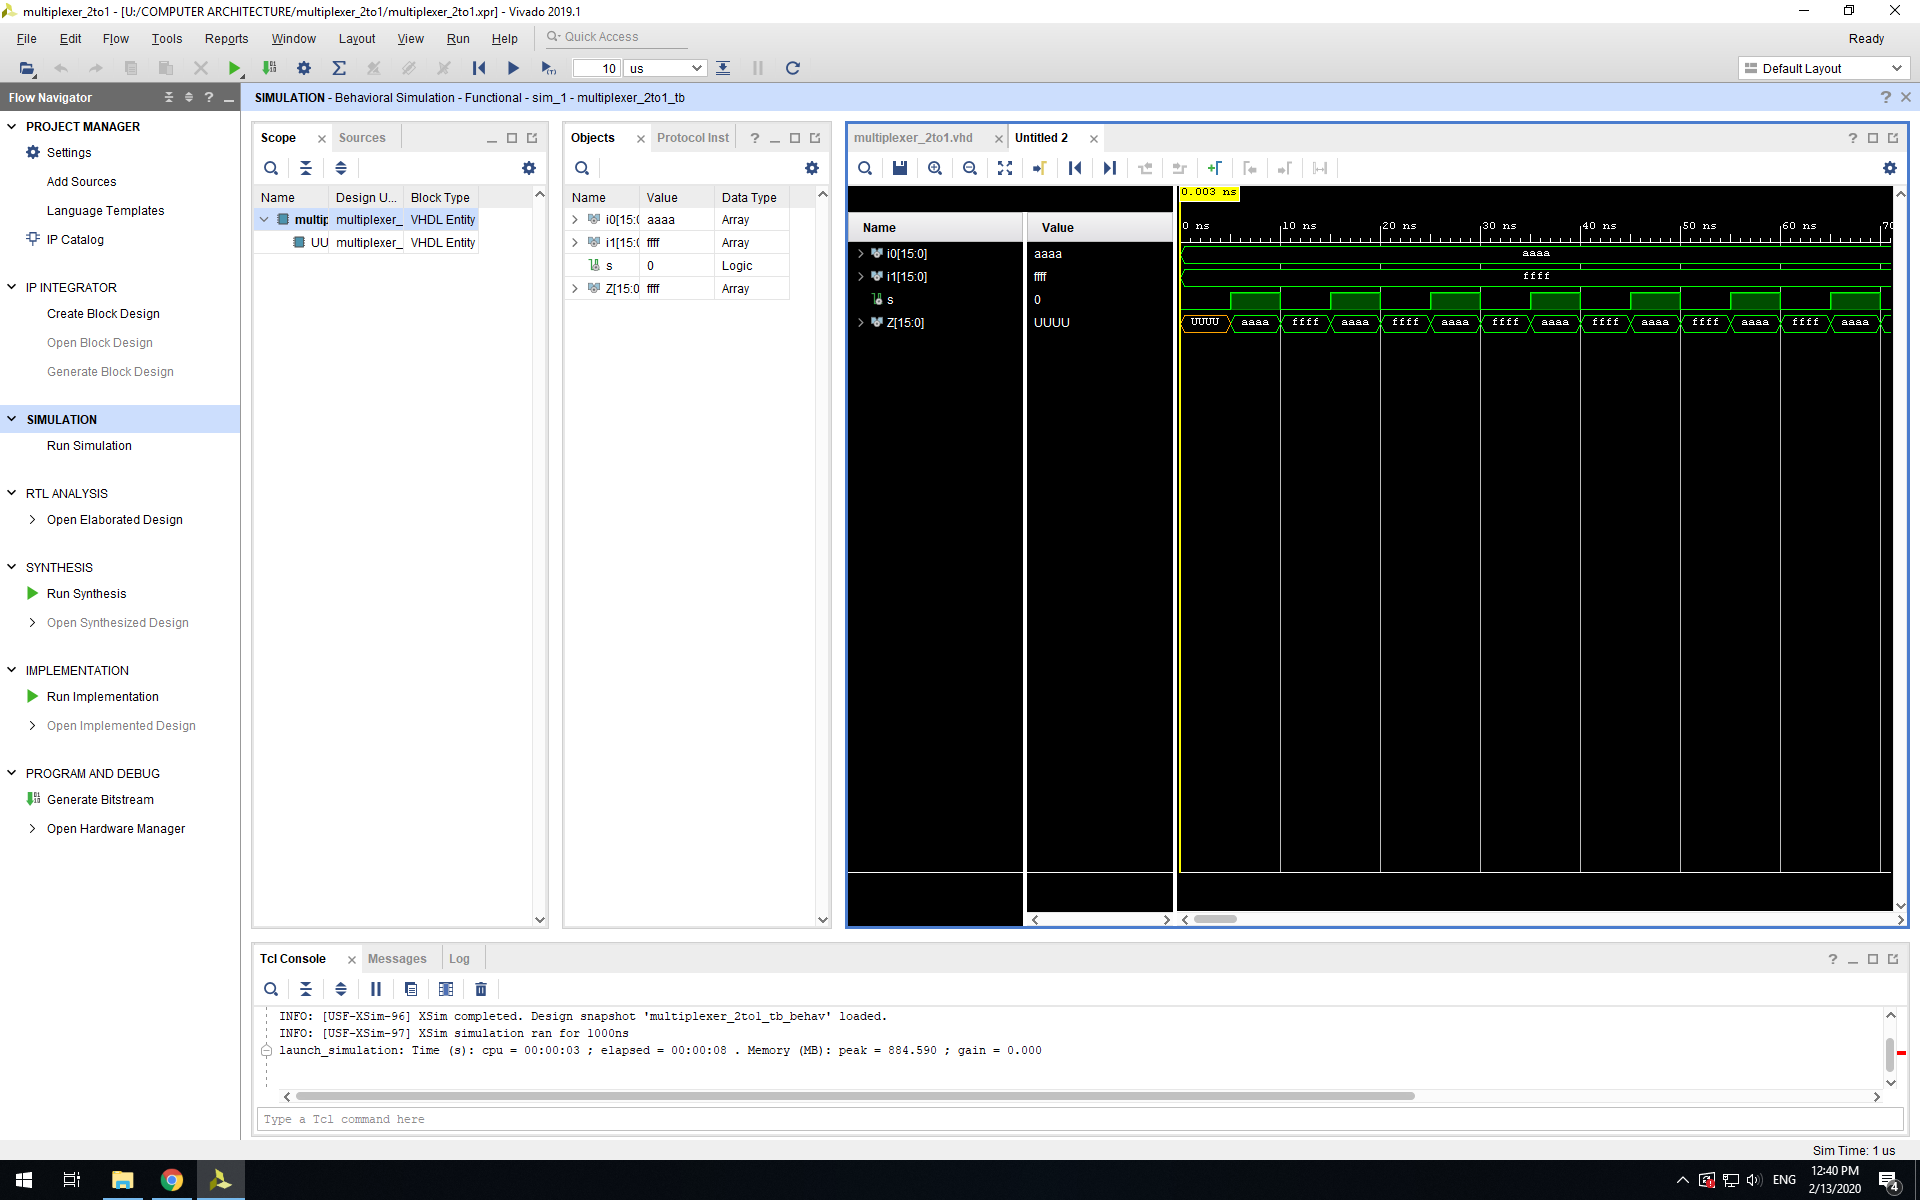 multiplexer_2to1 - [U:/COMPUTER ARCHITECTURE/multiplexer_2to1/multiplexer_2to1.xpr] - Vivado 2019.1
File Edit Flow Tools Reports Window Layout View Run Help Quick Access Ready
10 us Default Layout
Flow Navigator
SIMULATION - Behavioral Simulation - Functional - sim_1 - multiplexer_2to1_tb
PROJECT MANAGER
Settings
Add Sources
Language Templates
IP Catalog
IP INTEGRATOR
Create Block Design
Open Block Design
Generate Block Design
SIMULATION
Run Simulation
RTL ANALYSIS
Open Elaborated Design
SYNTHESIS
Run Synthesis
Open Synthesized Design
IMPLEMENTATION
Run Implementation
Open Implemented Design
PROGRAM AND DEBUG
Generate Bitstream
Open Hardware Manager
Scope Sources
Name Design U... Block Type
multip multiplexer_ VHDL Entity
UU multiplexer_ VHDL Entity
Objects Protocol Inst
Name Value Data Type
i0[15:0 aaaa Array
i1[15:0 ffff Array
s 0 Logic
Z[15:0 ffff Array
multiplexer_2to1.vhd Untitled 2
0.003 ns
Name Value
0 ns 10 ns 20 ns 30 ns 40 ns 50 ns 60 ns 70
i0[15:0] aaaa aaaa
i1[15:0] ffff ffff
s 0
Z[15:0] UUUU UUUU aaaa ffff aaaa ffff aaaa ffff aaaa ffff aaaa ffff aaaa ffff aaaa
Tcl Console Messages Log
INFO: [USF-XSim-96] XSim completed. Design snapshot 'multiplexer_2to1_tb_behav' loaded.
INFO: [USF-XSim-97] XSim simulation ran for 1000ns
launch_simulation: Time (s): cpu = 00:00:03 ; elapsed = 00:00:08 . Memory (MB): peak = 884.590 ; gain = 0.000
Type a Tcl command here
Sim Time: 1 us
ENG
12:40 PM
2/13/2020
4